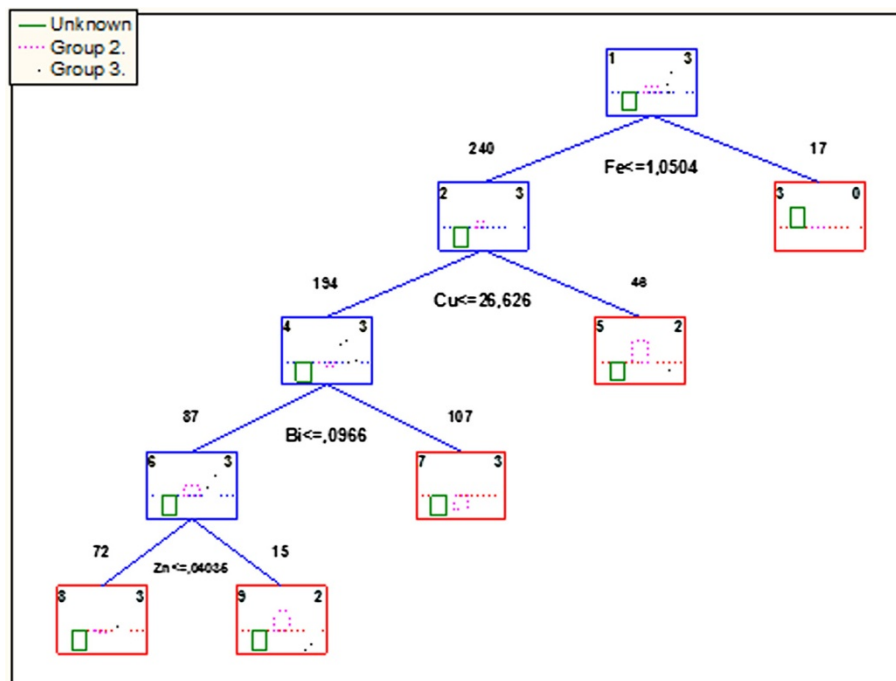 Unknown
Group 2.
Group 3.
1 3
240 17
Fe<=1,0504
2 3
3 0
194 46
Cu<=26,626
4 3
5 2
87 107
Bi<=,0966
6 3
7 3
72 15
Zn<=,04035
8 3
9 2